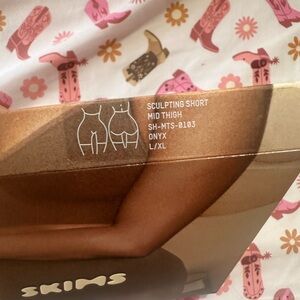 SCULPTING SHORT
MID THIGH
SH-MTS-0103
ONYX
L/XL
SKIMS